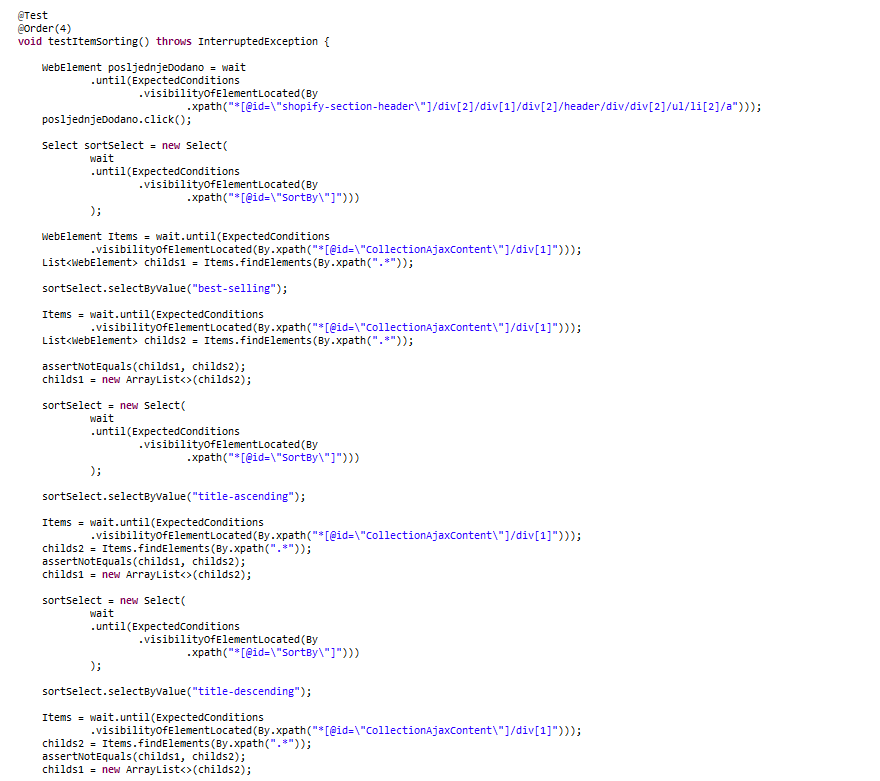 @Test
@Order(4)
void testItemSorting() throws InterruptedException {
WebElement posljednjeDodano = wait
.until(ExpectedConditions
.visibilityOfElementLocated(By
.xpath("*[@id=\"shopify-section-header\"]/div[2]/div[1]/div[2]/header/div/div[2]/ul/li[2]/a")));
posljednjeDodano.click();
Select sortSelect = new Select(
wait
.until(ExpectedConditions
.visibilityOfElementLocated(By
.xpath("*[@id=\"SortBy\"]")))
);
WebElement Items = wait.until(ExpectedConditions
.visibilityOfElementLocated(By.xpath("*[@id=\"CollectionAjaxContent\"]/div[1]")));
List<WebElement> childs1 = Items.findElements(By.xpath(".*"));
sortSelect.selectByValue("best-selling");
Items = wait.until(ExpectedConditions
.visibilityOfElementLocated(By.xpath("*[@id=\"CollectionAjaxContent\"]/div[1]")));
List<WebElement> childs2 = Items.findElements(By.xpath(".*"));
assertNotEquals(childs1, childs2);
childs1 = new ArrayList<>(childs2);
sortSelect = new Select(
wait
.until(ExpectedConditions
.visibilityOfElementLocated(By
.xpath("*[@id=\"SortBy\"]")))
);
sortSelect.selectByValue("title-ascending");
Items = wait.until(ExpectedConditions
.visibilityOfElementLocated(By.xpath("*[@id=\"CollectionAjaxContent\"]/div[1]")));
childs2 = Items.findElements(By.xpath(".*"));
assertNotEquals(childs1, childs2);
childs1 = new ArrayList<>(childs2);
sortSelect = new Select(
wait
.until(ExpectedConditions
.visibilityOfElementLocated(By
.xpath("*[@id=\"SortBy\"]")))
);
sortSelect.selectByValue("title-descending");
Items = wait.until(ExpectedConditions
.visibilityOfElementLocated(By.xpath("*[@id=\"CollectionAjaxContent\"]/div[1]")));
childs2 = Items.findElements(By.xpath(".*"));
assertNotEquals(childs1, childs2);
childs1 = new ArrayList<>(childs2);